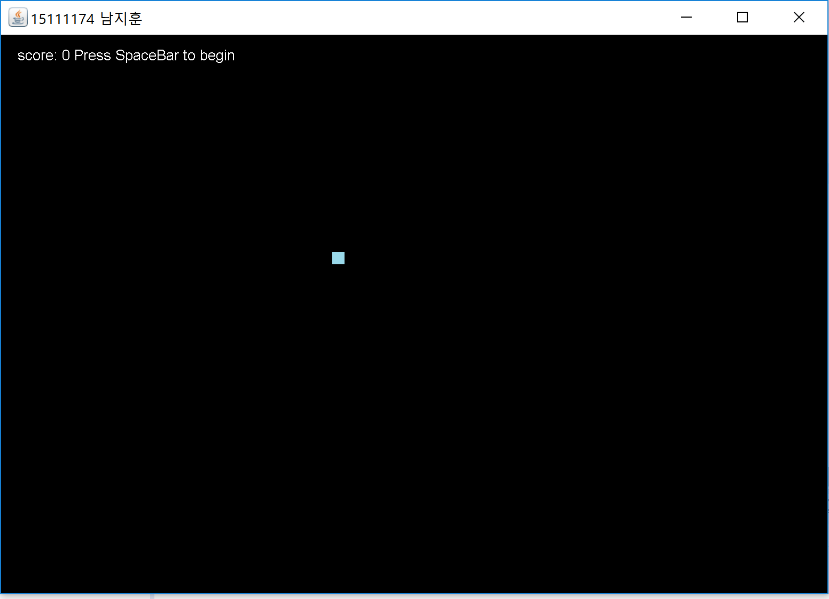 15111174 남지훈
score: 0 Press SpaceBar to begin